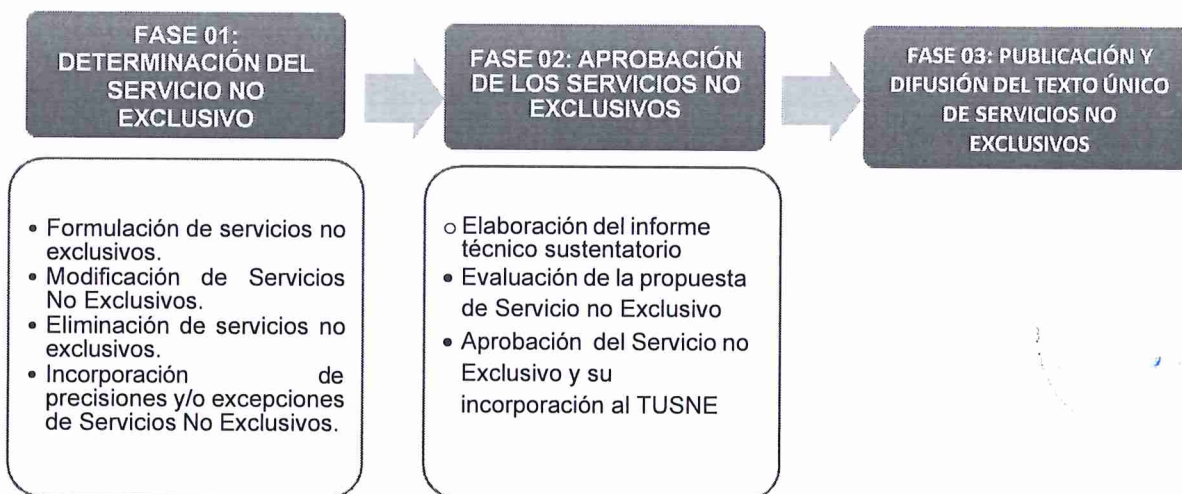 FASE 01:
DETERMINACIÓN DEL
SERVICIO NO
EXCLUSIVO
• Formulación de servicios no
exclusivos.
• Modificación de Servicios
No Exclusivos.
• Eliminación de servicios no
exclusivos.
• Incorporación de
precisiones y/o excepciones
de Servicios No Exclusivos.
FASE 02: APROBACIÓN
DE LOS SERVICIOS NO
EXCLUSIVOS
○ Elaboración del informe
técnico sustentatorio
• Evaluación de la propuesta
de Servicio no Exclusivo
• Aprobación del Servicio no
Exclusivo y su
incorporación al TUSNE
FASE 03: PUBLICACIÓN Y
DIFUSIÓN DEL TEXTO ÚNICO
DE SERVICIOS NO
EXCLUSIVOS